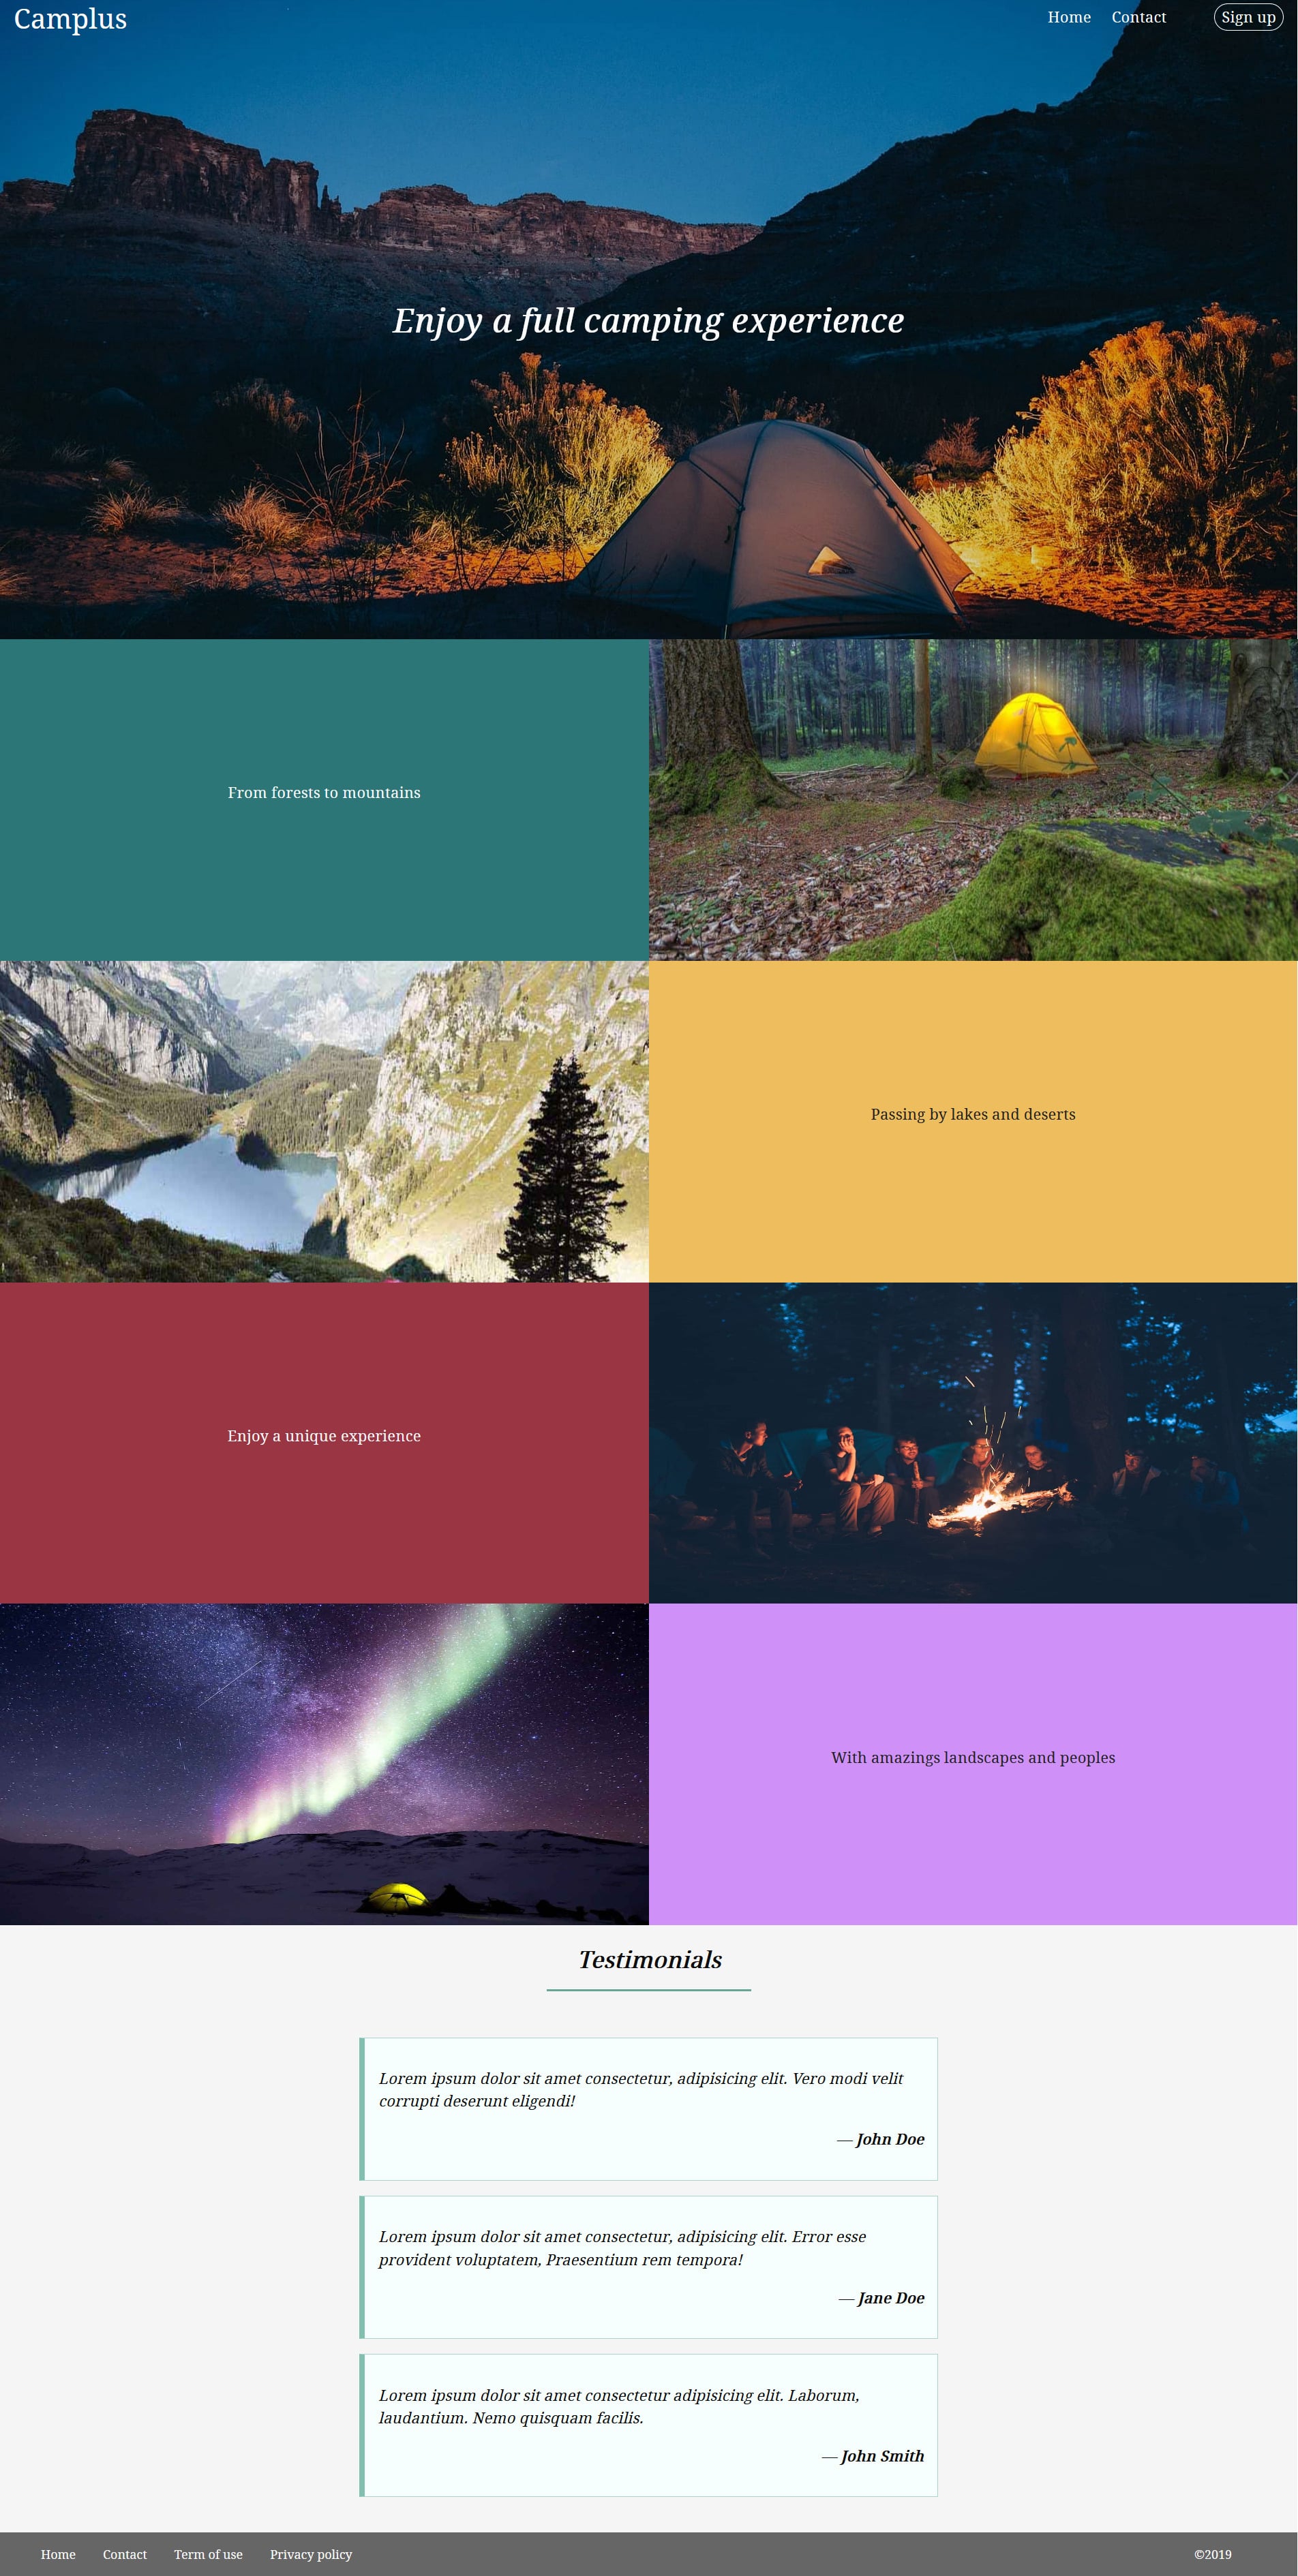 Camplus
Home Contact Sign up
Enjoy a full camping experience
From forests to mountains
Passing by lakes and deserts
Enjoy a unique experience
With amazings landscapes and peoples
Testimonials
Lorem ipsum dolor sit amet consectetur, adipisicing elit. Vero modi velit
corrupti deserunt eligendi!
— John Doe
Lorem ipsum dolor sit amet consectetur, adipisicing elit. Error esse
provident voluptatem, Praesentium rem tempora!
— Jane Doe
Lorem ipsum dolor sit amet consectetur adipisicing elit. Laborum,
laudantium. Nemo quisquam facilis.
— John Smith
Home Contact Term of use Privacy policy ©2019